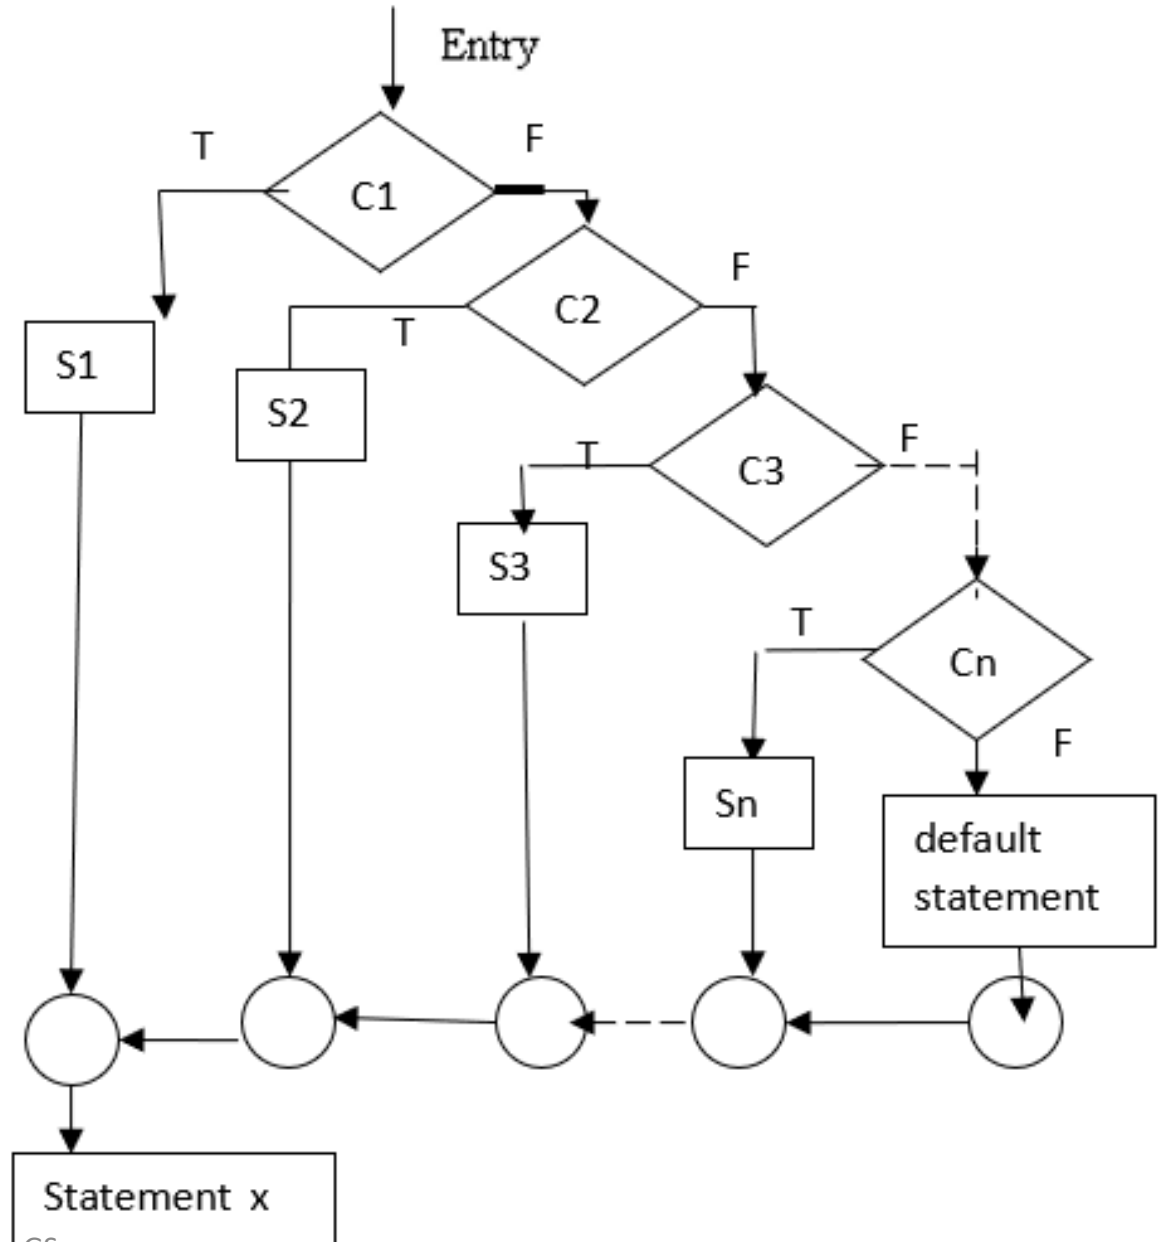 Entry
T
F
C1
F
C2
T
S1
S2
F
T
C3
S3
T
Cn
F
Sn
default
statement
Statement x